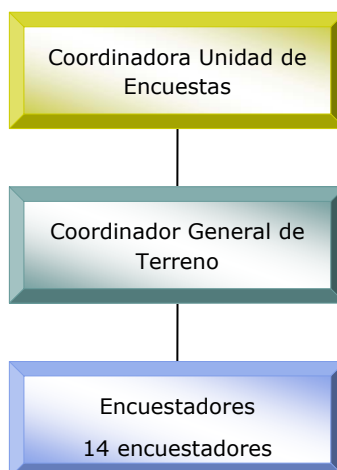 Coordinadora Unidad de
Encuestas
Coordinador General de
Terreno
Encuestadores
14 encuestadores